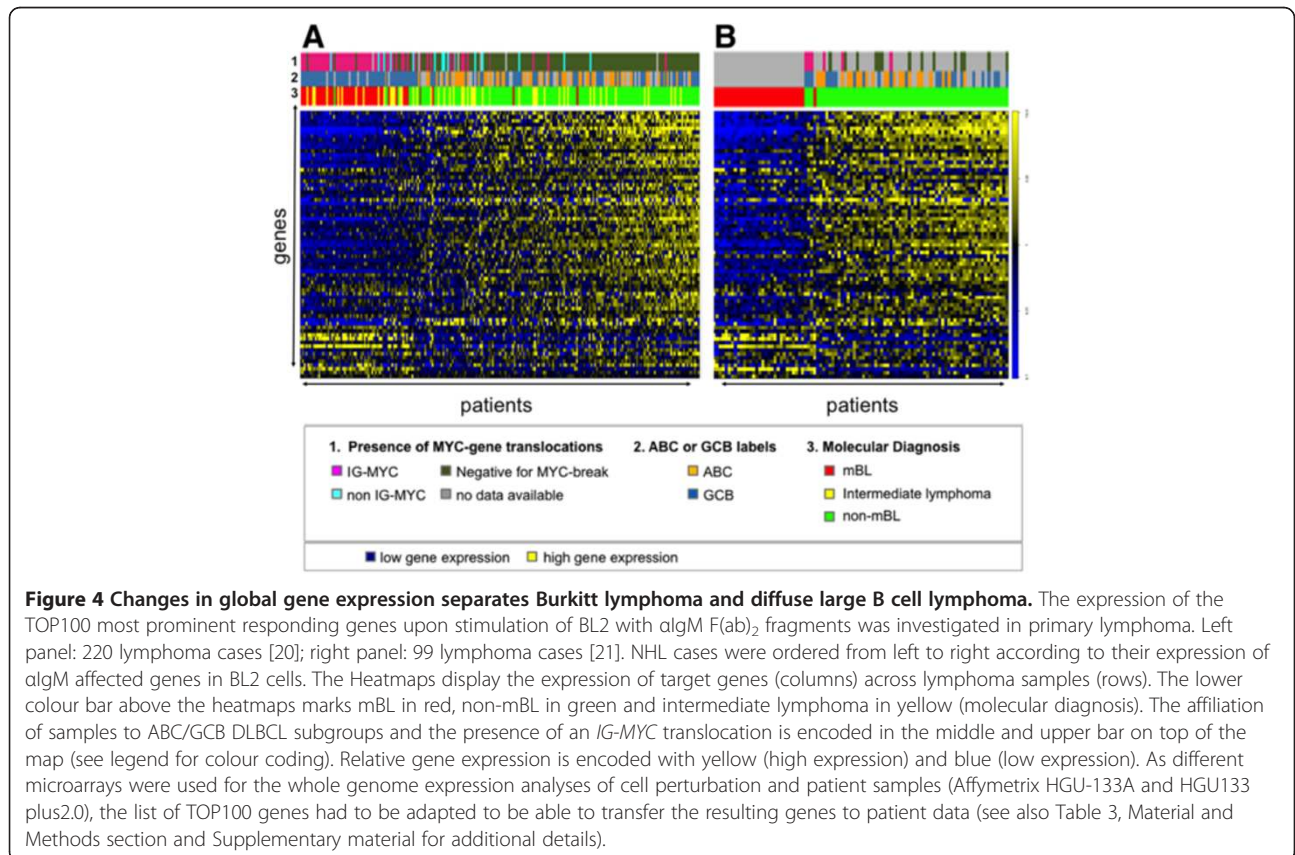 A
B
1
2
3
genes
patients
patients
1. Presence of MYC-gene translocations
IG-MYC
Negative for MYC-break
non IG-MYC
no data available
2. ABC or GCB labels
ABC
GCB
3. Molecular Diagnosis
mBL
Intermediate lymphoma
non-mBL
low gene expression
high gene expression
Figure 4 Changes in global gene expression separates Burkitt lymphoma and diffuse large B cell lymphoma. The expression of the
TOP100 most prominent responding genes upon stimulation of BL2 with αIgM F(ab)₂ fragments was investigated in primary lymphoma. Left
panel: 220 lymphoma cases [20]; right panel: 99 lymphoma cases [21]. NHL cases were ordered from left to right according to their expression of
αIgM affected genes in BL2 cells. The Heatmaps display the expression of target genes (columns) across lymphoma samples (rows). The lower
colour bar above the heatmaps marks mBL in red, non-mBL in green and intermediate lymphoma in yellow (molecular diagnosis). The affiliation
of samples to ABC/GCB DLBCL subgroups and the presence of an IG-MYC translocation is encoded in the middle and upper bar on top of the
map (see legend for colour coding). Relative gene expression is encoded with yellow (high expression) and blue (low expression). As different
microarrays were used for the whole genome expression analyses of cell perturbation and patient samples (Affymetrix HGU-133A and HGU133
plus2.0), the list of TOP100 genes had to be adapted to be able to transfer the resulting genes to patient data (see also Table 3, Material and
Methods section and Supplementary material for additional details).